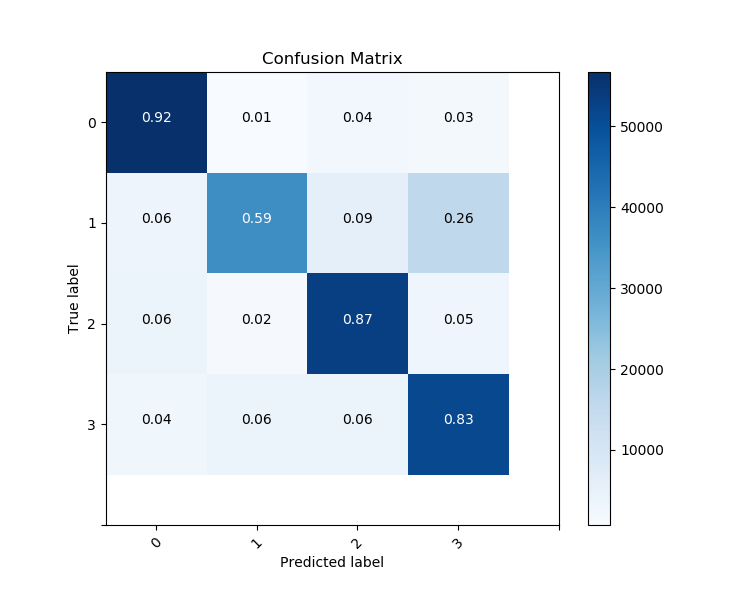 Confusion Matrix
0 0.92 0.01 0.04 0.03
1 0.06 0.59 0.09 0.26
2 0.06 0.02 0.87 0.05
3 0.04 0.06 0.06 0.83
0 1 2 3
True label
Predicted label
50000
40000
30000
20000
10000